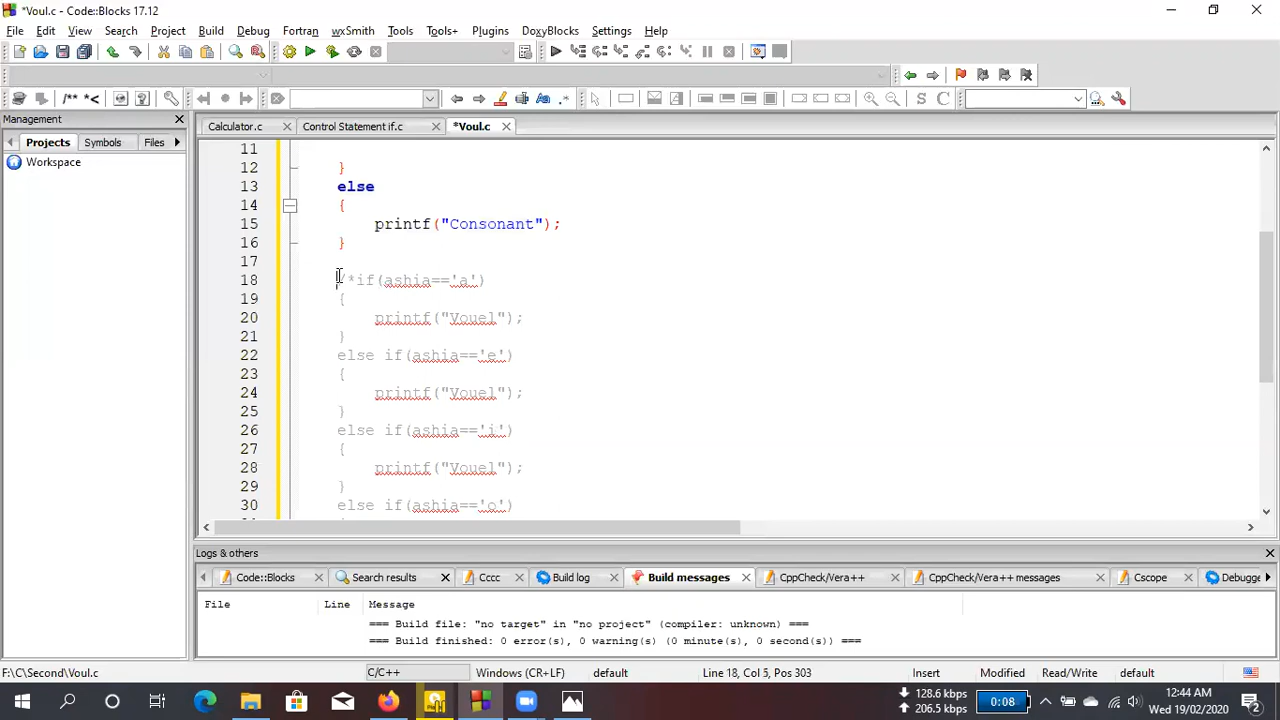 *Voul.c - Code::Blocks 17.12
File Edit View Search Project Build Debug Fortran wxSmith Tools Tools+ Plugins DoxyBlocks Settings Help
/** *<
S C
Management
Projects Symbols Files
Workspace
Calculator.c Control Statement if.c *Voul.c
11
12 }
13 else
14 {
15 printf("Consonant");
16 }
17
18 /*if(ashia=='a')
19 {
20 printf("Vouel");
21 }
22 else if(ashia=='e')
23 {
24 printf("Vouel");
25 }
26 else if(ashia=='i')
27 {
28 printf("Vouel");
29 }
30 else if(ashia=='o')
Logs & others
Code::Blocks Search results Cccc Build log Build messages CppCheck/Vera++ CppCheck/Vera++ messages Cscope Debugge
File Line Message
=== Build file: "no target" in "no project" (compiler: unknown) ===
=== Build finished: 0 error(s), 0 warning(s) (0 minute(s), 0 second(s)) ===
F:\C\Second\Voul.c C/C++ Windows (CR+LF) default Line 18, Col 5, Pos 303 Insert Modified Read/Write default
128.6 kbps
206.5 kbps
0:08
12:44 AM
Wed 19/02/2020
2